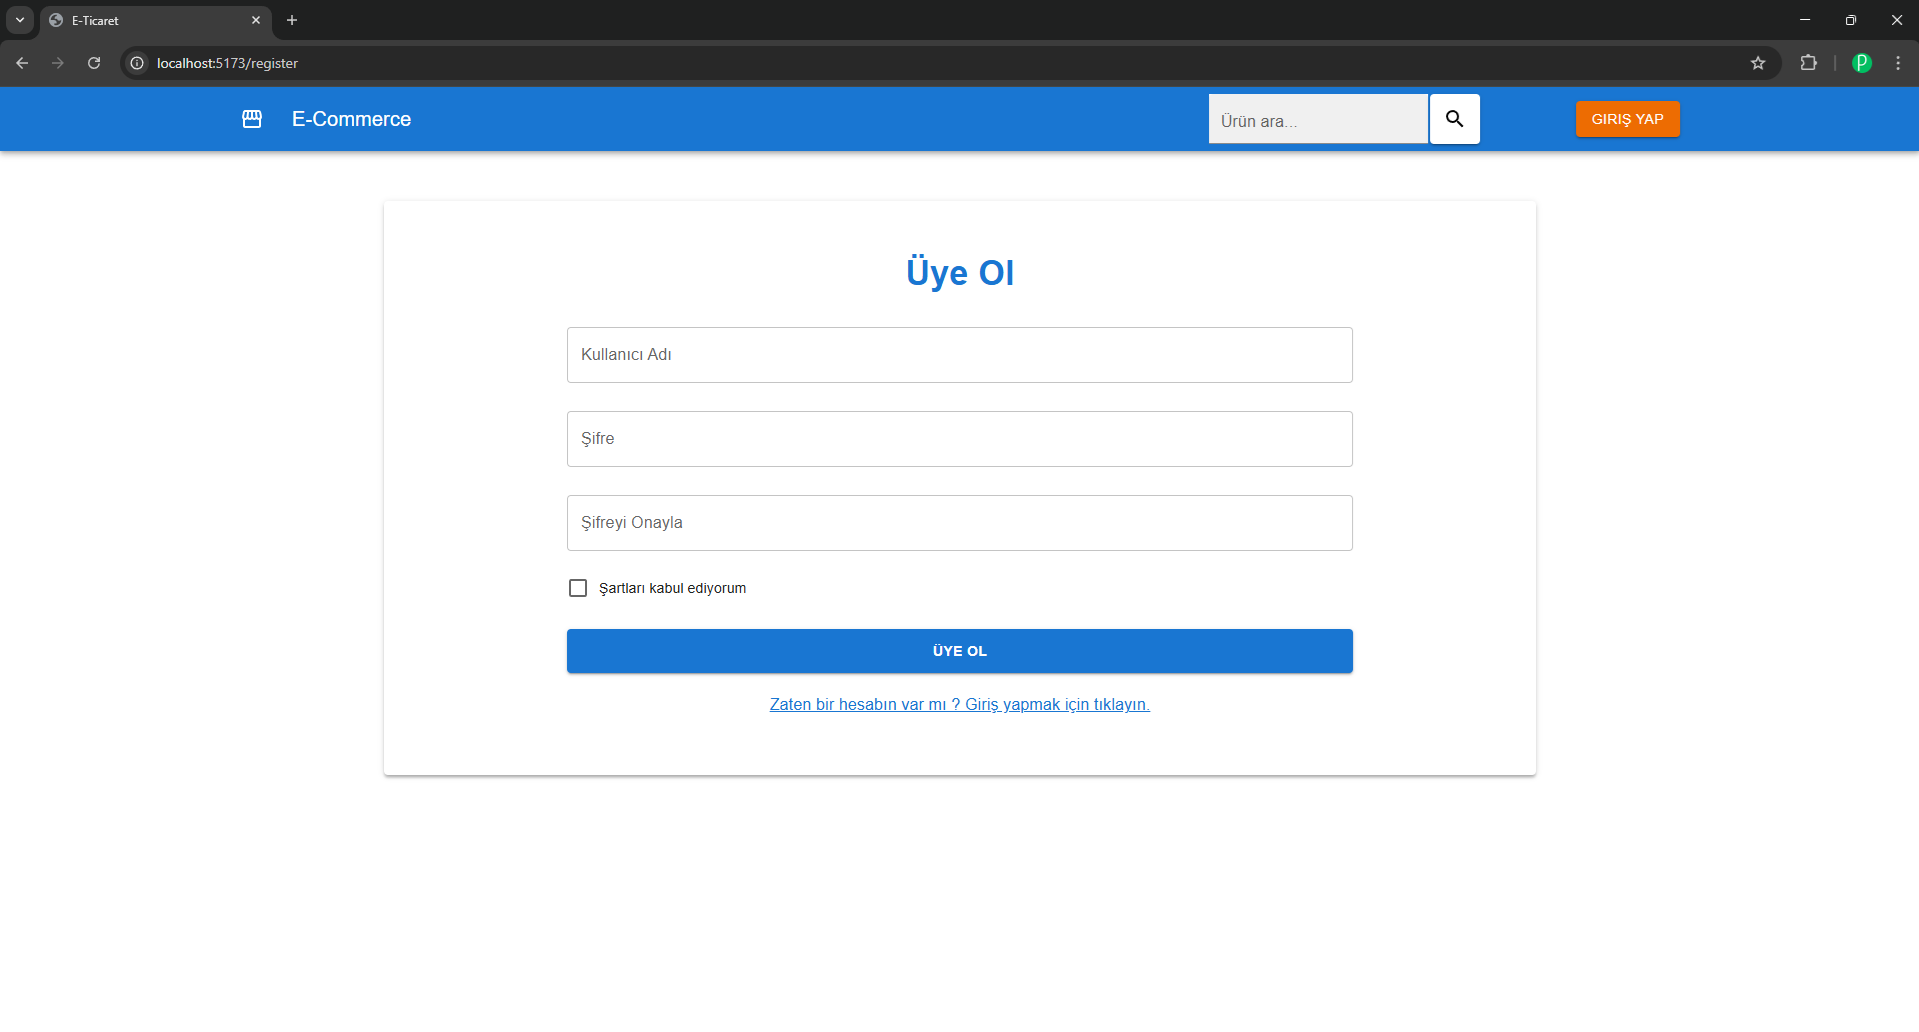 E-Ticaret
localhost:5173/register
E-Commerce
Ürün ara...
GIRIŞ YAP
Üye Ol
Kullanıcı Adı
Şifre
Şifreyi Onayla
Şartları kabul ediyorum
ÜYE OL
Zaten bir hesabın var mı ? Giriş yapmak için tıklayın.